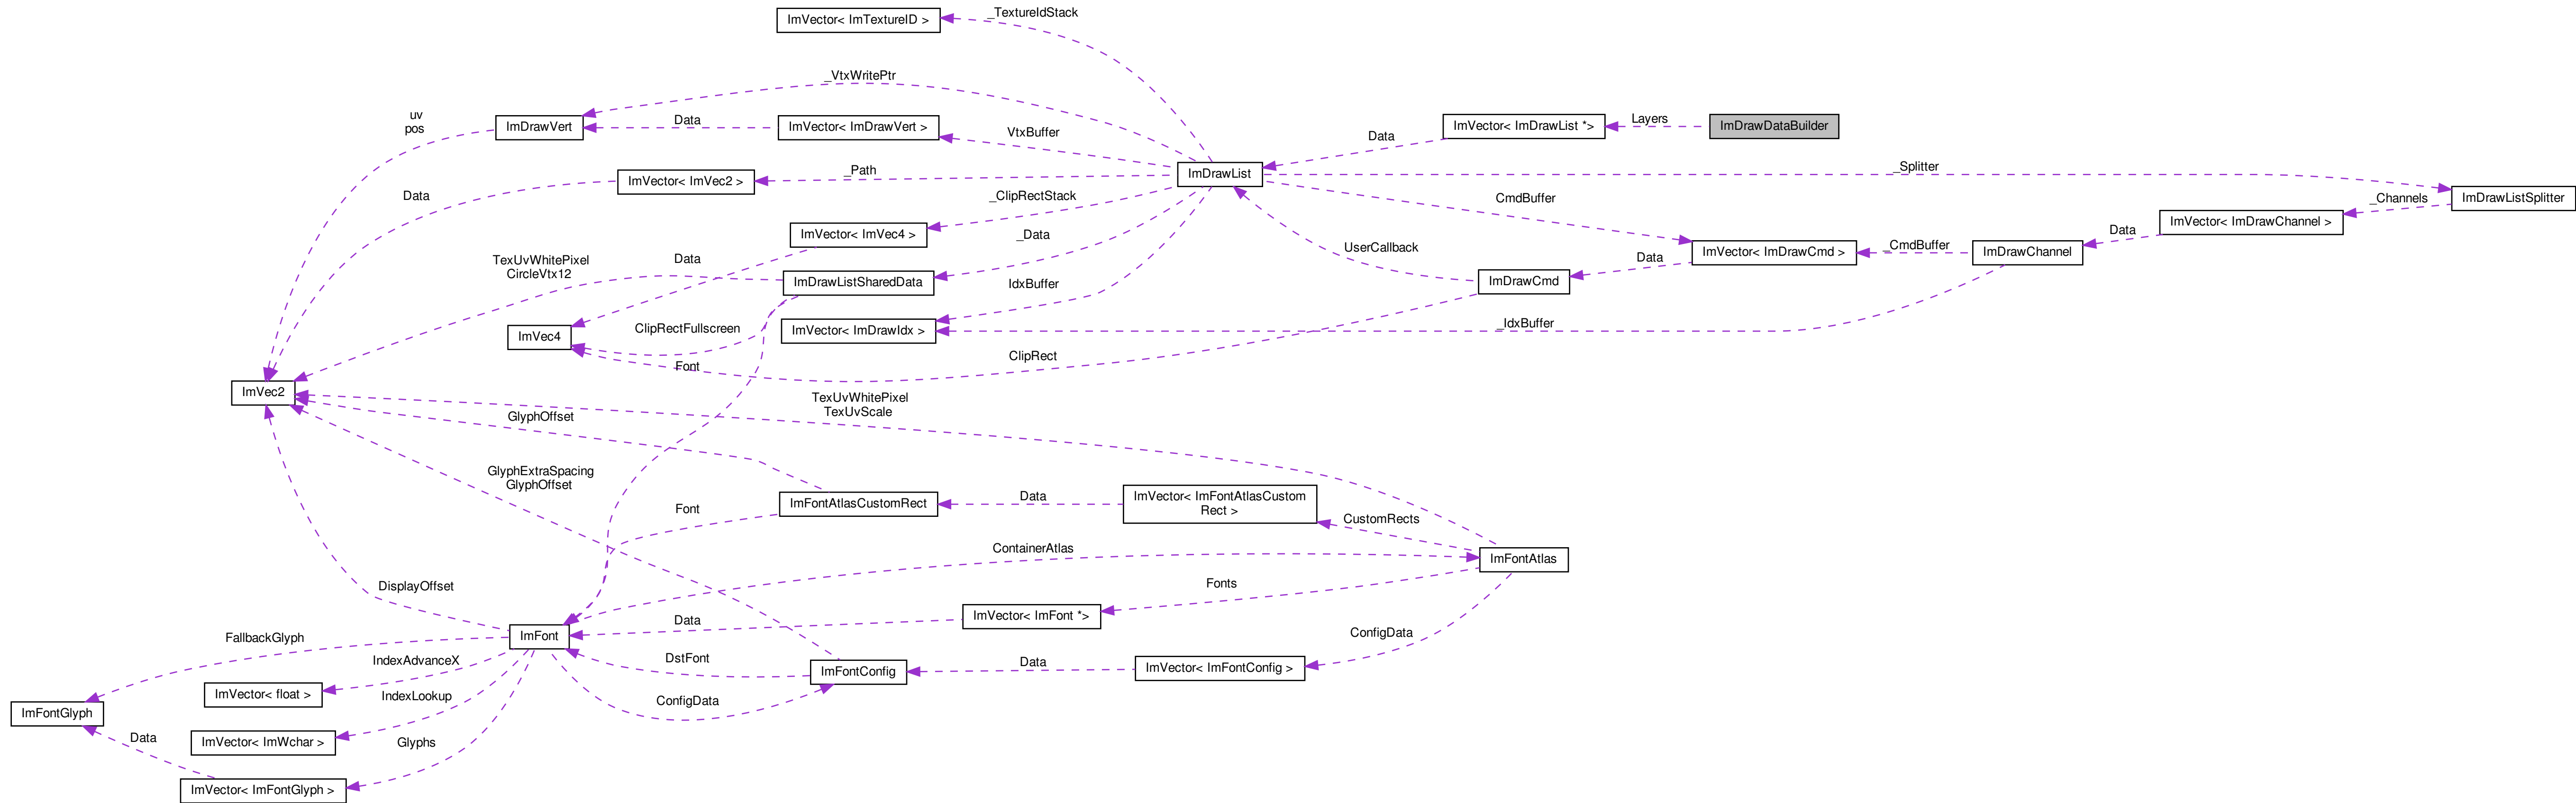 ImVector< ImTextureID >
_TextureIdStack
_VtxWritePtr
uv
pos
ImDrawVert
Data
ImVector< ImDrawVert >
VtxBuffer
Data
ImVector< ImDrawList *>
Layers
ImDrawDataBuilder
ImDrawList
_Splitter
ImVector< ImVec2 >
_Path
Data
_ClipRectStack
CmdBuffer
_Channels
ImDrawListSplitter
ImVector< ImVec4 >
_Data
UserCallback
ImVector< ImDrawCmd >
_CmdBuffer
ImDrawChannel
Data
ImVector< ImDrawChannel >
TexUvWhitePixel
CircleVtx12
Data
ImDrawListSharedData
IdxBuffer
ImDrawCmd
Data
ImVec4
ClipRectFullscreen
ImVector< ImDrawIdx >
_IdxBuffer
Font
ClipRect
ImVec2
GlyphOffset
TexUvWhitePixel
TexUvScale
GlyphExtraSpacing
GlyphOffset
Font
ImFontAtlasCustomRect
Data
ImVector< ImFontAtlasCustom
Rect >
CustomRects
ContainerAtlas
ImFontAtlas
DisplayOffset
Fonts
FallbackGlyph
ImFont
Data
ImVector< ImFont *>
ConfigData
IndexAdvanceX
DstFont
ImFontConfig
Data
ImVector< ImFontConfig >
ImVector< float >
IndexLookup
ConfigData
ImFontGlyph
Data
ImVector< ImWchar >
Glyphs
ImVector< ImFontGlyph >